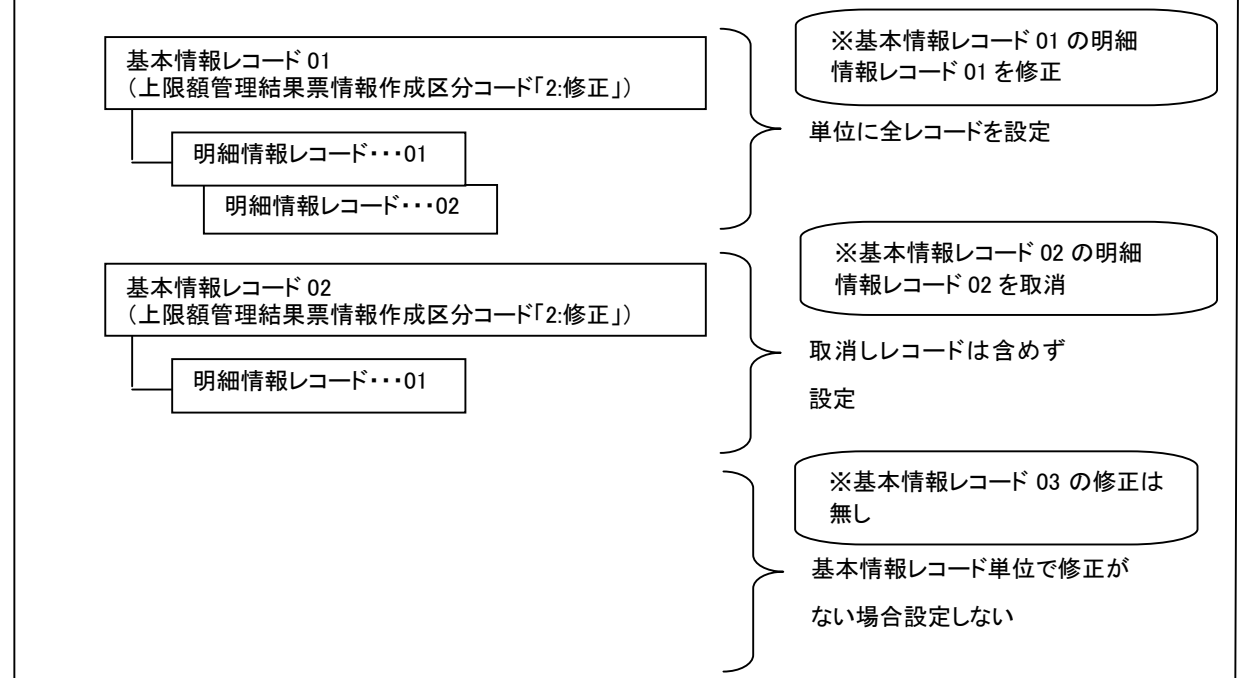 基本情報レコード 01
（上限額管理結果票情報作成区分コード「2:修正」）
明細情報レコード・・・01
明細情報レコード・・・02
※基本情報レコード 01 の明細
情報レコード 01 を修正
単位に全レコードを設定
基本情報レコード 02
（上限額管理結果票情報作成区分コード「2:修正」）
明細情報レコード・・・01
※基本情報レコード 02 の明細
情報レコード 02 を取消
取消しレコードは含めず
設定
※基本情報レコード 03 の修正は
無し
基本情報レコード単位で修正が
ない場合設定しない